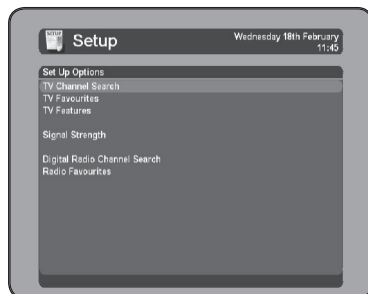 SETUP
Setup
Wednesday 18th February
11:45
Set Up Options
TV Channel Search
TV Favourites
TV Features
Signal Strength
Digital Radio Channel Search
Radio Favourites